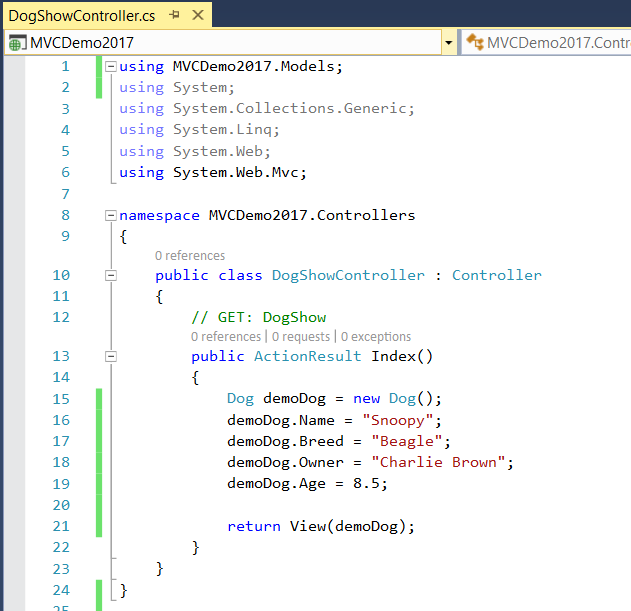 DogShowController.cs
MVCDemo2017 MVCDemo2017.Contr
1 using MVCDemo2017.Models;
2 using System;
3 using System.Collections.Generic;
4 using System.Linq;
5 using System.Web;
6 using System.Web.Mvc;
7
8 namespace MVCDemo2017.Controllers
9 {
0 references
10 public class DogShowController : Controller
11 {
12 // GET: DogShow
0 references | 0 requests | 0 exceptions
13 public ActionResult Index()
14 {
15 Dog demoDog = new Dog();
16 demoDog.Name = "Snoopy";
17 demoDog.Breed = "Beagle";
18 demoDog.Owner = "Charlie Brown";
19 demoDog.Age = 8.5;
20
21 return View(demoDog);
22 }
23 }
24 }
25